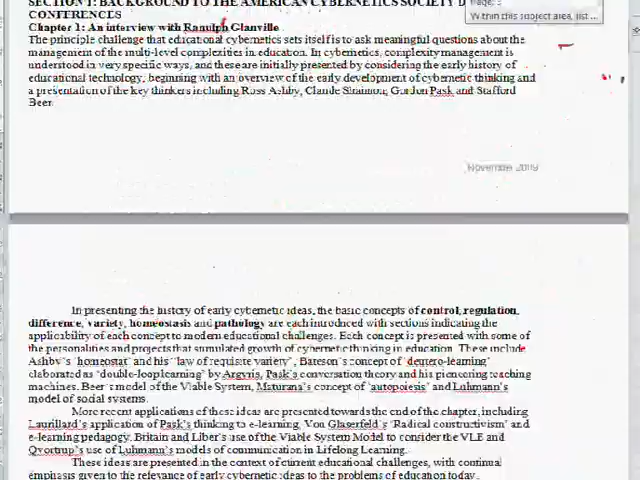 SECTION 1: BACKGROUND TO THE AMERICAN CYBERNETICS SOCIETY D
Page: 5
CONFERENCES
Within this subject area, list ...
Chapter 1: An interview with Ranulph Glanville
The principle challenge that educational cybernetics sets itself is to ask meaningful questions about the
management of the multi-level complexities in education. In cybernetics, complexity management is
understood in very specific ways, and these are initially presented by considering the early history of
educational technology, beginning with an overview of the early development of cybernetic thinking and
a presentation of the key thinkers including Ross Ashby, Claude Shannon, Gordon Pask and Stafford
Beer.
November 2009
In presenting the history of early cybernetic ideas, the basic concepts of control, regulation,
difference, variety, homeostasis and pathology are each introduced with sections indicating the
applicability of each concept to modern educational challenges. Each concept is presented with some of
the personalities and projects that stimulated growth of cybernetic thinking in education. These include
Ashby's 'homeostat' and his 'law of requisite variety', Bateson's concept of 'deutero-learning'
elaborated as 'double-loop learning' by Argyris, Pask's conversation theory and his pioneering teaching
machines. Beer's model of the Viable System, Maturana's concept of 'autopoiesis' and Luhmann's
model of social systems.
More recent applications of these ideas are presented towards the end of the chapter, including
Laurillard's application of Pask's thinking to e-learning, Von Glaserfeld's 'Radical constructivism' and
e-learning pedagogy. Britain and Liber's use of the Viable System Model to consider the VLE and
Qvortrup's use of Luhmann's models of communication in Lifelong Learning.
These ideas are presented in the context of current educational challenges, with continual
emphasis given to the relevance of early cybernetic ideas to the problems of education today.